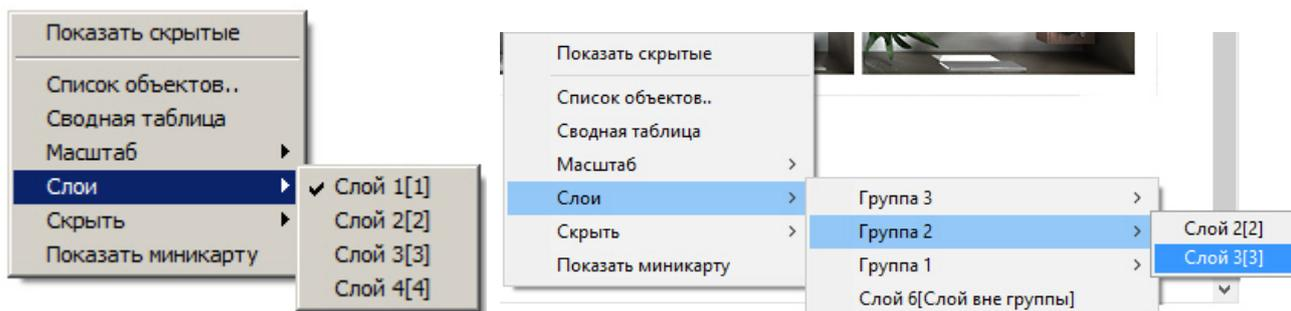 Показать скрытые
Список объектов..
Сводная таблица
Масштаб
Слои
Скрыть
Показать миникарту
Слой 1[1]
Слой 2[2]
Слой 3[3]
Слой 4[4]
Показать скрытые
Список объектов..
Сводная таблица
Масштаб
Слои
Скрыть
Показать миникарту
Группа 3
Группа 2
Группа 1
Слой 6[Слой вне группы]
Слой 2[2]
Слой 3[3]